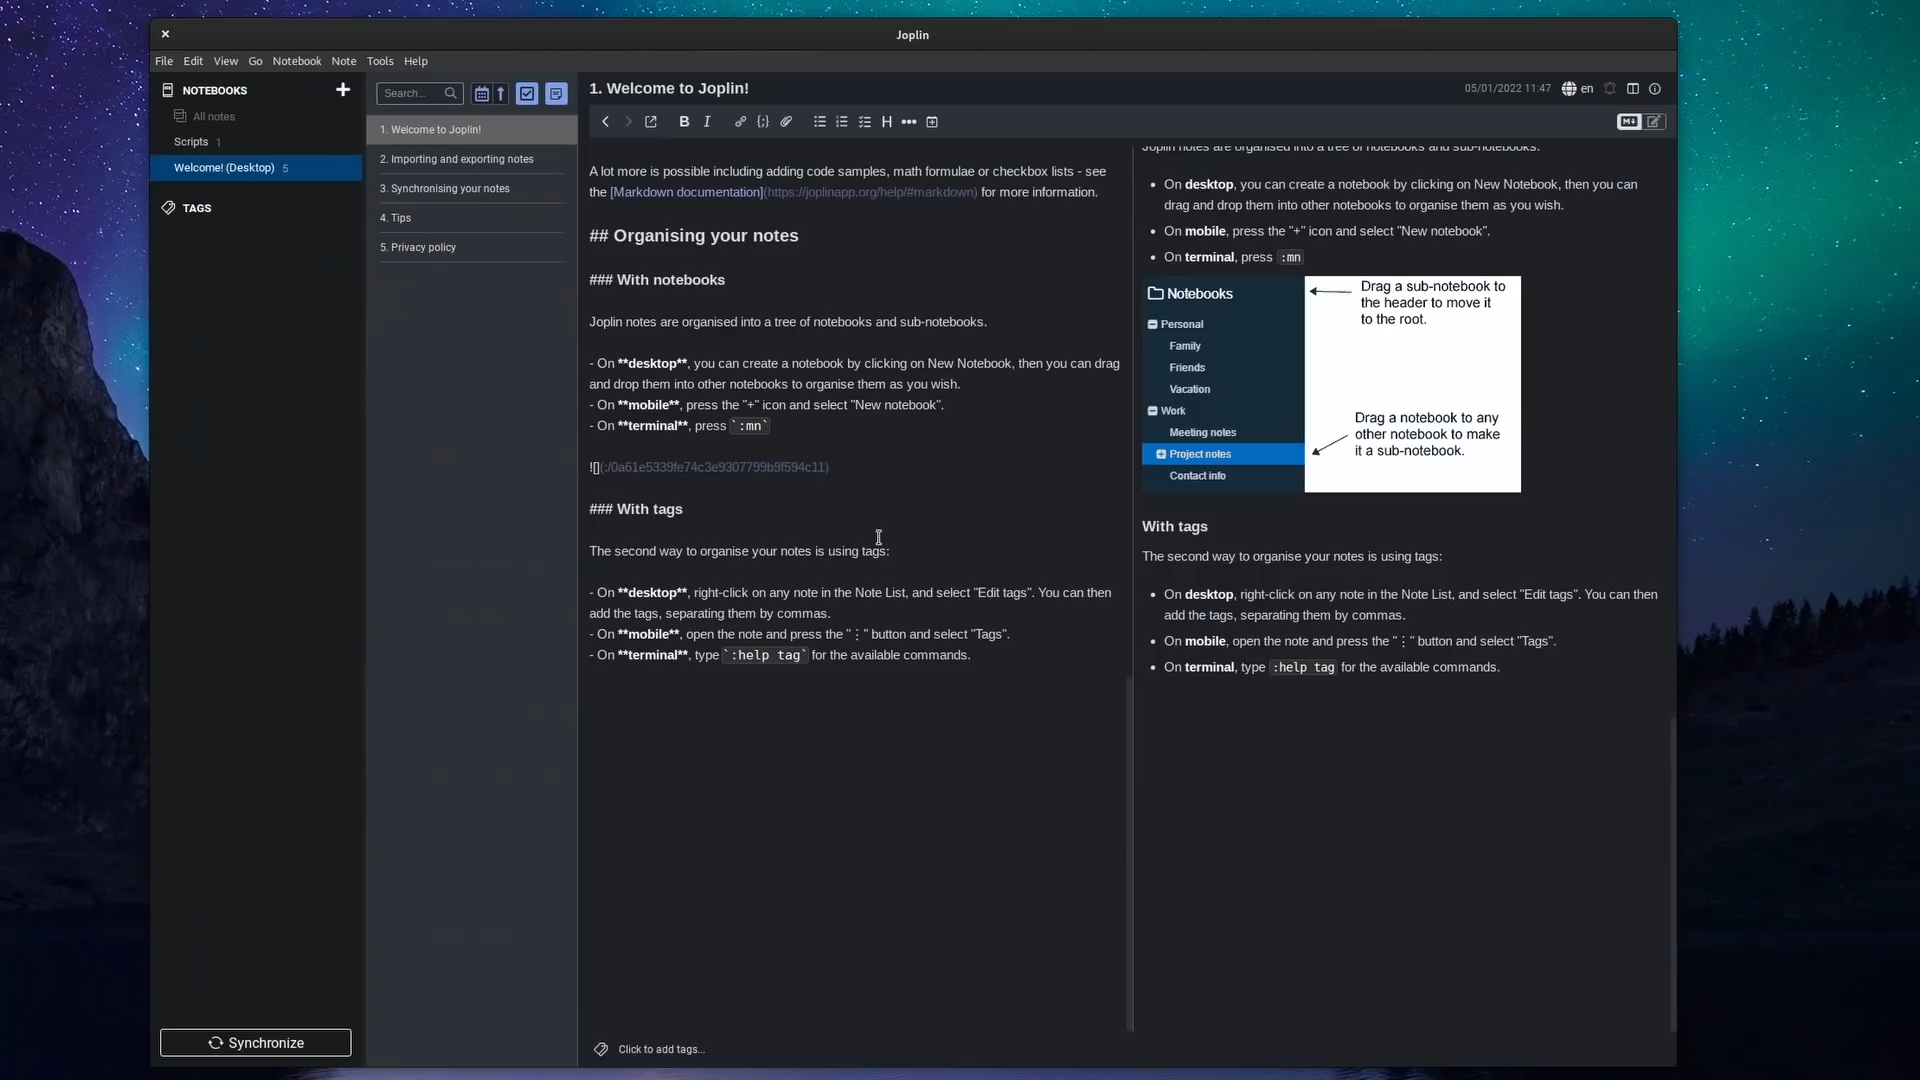 Joplin
File Edit View Go Notebook Note Tools Help
NOTEBOOKS
All notes
Scripts 1
Welcome! (Desktop) 5
TAGS
Synchronize
Search...
1. Welcome to Joplin!
2. Importing and exporting notes
3. Synchronising your notes
4. Tips
5. Privacy policy
1. Welcome to Joplin!
05/01/2022 11:47 en
A lot more is possible including adding code samples, math formulae or checkbox lists - see
the [Markdown documentation](https://joplinapp.org/help/#markdown) for more information.
## Organising your notes
### With notebooks
Joplin notes are organised into a tree of notebooks and sub-notebooks.
- On **desktop**, you can create a notebook by clicking on New Notebook, then you can drag
and drop them into other notebooks to organise them as you wish.
- On **mobile**, press the "+" icon and select "New notebook".
- On **terminal**, press `:mn`
![](:/0a61e5339fe74c3e9307799b9f594c11)
### With tags
The second way to organise your notes is using tags:
- On **desktop**, right-click on any note in the Note List, and select "Edit tags". You can then
add the tags, separating them by commas.
- On **mobile**, open the note and press the "⋮" button and select "Tags".
- On **terminal**, type `:help tag` for the available commands.
Click to add tags...
Joplin notes are organised into a tree of notebooks and sub-notebooks.
• On desktop, you can create a notebook by clicking on New Notebook, then you can
drag and drop them into other notebooks to organise them as you wish.
• On mobile, press the "+" icon and select "New notebook".
• On terminal, press :mn
Notebooks
Personal
Family
Friends
Vacation
Work
Meeting notes
Project notes
Contact info
Drag a sub-notebook to
the header to move it
to the root.
Drag a notebook to any
other notebook to make
it a sub-notebook.
With tags
The second way to organise your notes is using tags:
• On desktop, right-click on any note in the Note List, and select "Edit tags". You can then
add the tags, separating them by commas.
• On mobile, open the note and press the "⋮" button and select "Tags".
• On terminal, type :help tag for the available commands.